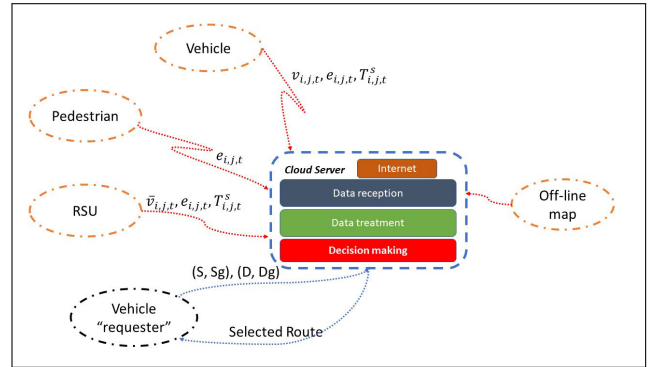 Vehicle
v_{i,j,t}, e_{i,j,t}, T^s_{i,j,t}
Pedestrian
e_{i,j,t}
Cloud Server
Internet
Data reception
RSU
v̄_{i,j,t}, e_{i,j,t}, T^s_{i,j,t}
Off-line
map
Data treatment
Decision making
(S, Sg), (D, Dg)
Vehicle
“requester”
Selected Route